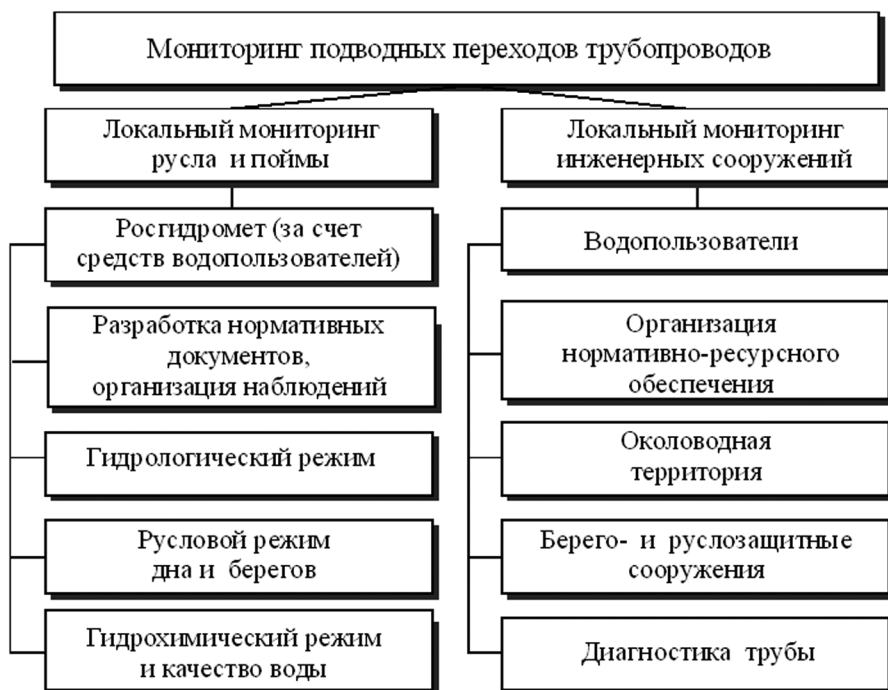 Мониторинг подводных переходов трубопроводов
Локальный мониторинг
русла и поймы
Росгидромет (за счет
средств водопользователей)
Разработка нормативных
документов,
организация наблюдений
Гидрологический режим
Русловой режим
дна и берегов
Гидрохимический режим
и качество воды
Локальный мониторинг
инженерных сооружений
Водопользователи
Организация
нормативно-ресурсного
обеспечения
Околоводная
территория
Берего- и руслозащитные
сооружения
Диагностика трубы